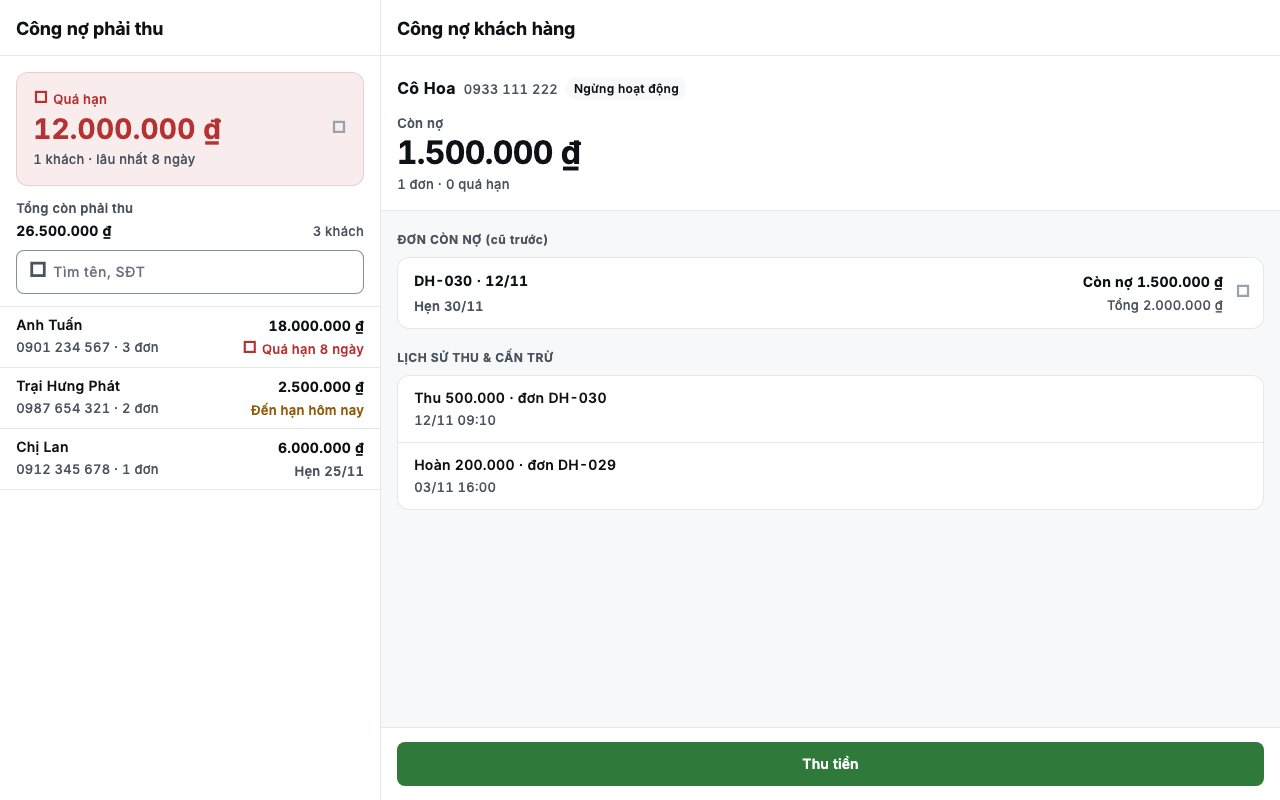 Công nợ phải thu
Quá hạn
12.000.000 ₫
1 khách · lâu nhất 8 ngày
Tổng còn phải thu
26.500.000 ₫ 3 khách
Tìm tên, SĐT
Anh Tuấn 18.000.000 ₫
0901 234 567 · 3 đơn Quá hạn 8 ngày
Trại Hưng Phát 2.500.000 ₫
0987 654 321 · 2 đơn Đến hạn hôm nay
Chị Lan 6.000.000 ₫
0912 345 678 · 1 đơn Hẹn 25/11
Công nợ khách hàng
Cô Hoa 0933 111 222 Ngừng hoạt động
Còn nợ
1.500.000 ₫
1 đơn · 0 quá hạn
ĐƠN CÒN NỢ (cũ trước)
DH-030 · 12/11 Còn nợ 1.500.000 ₫
Hẹn 30/11 Tổng 2.000.000 ₫
LỊCH SỬ THU & CẤN TRỪ
Thu 500.000 · đơn DH-030
12/11 09:10
Hoàn 200.000 · đơn DH-029
03/11 16:00
Thu tiền